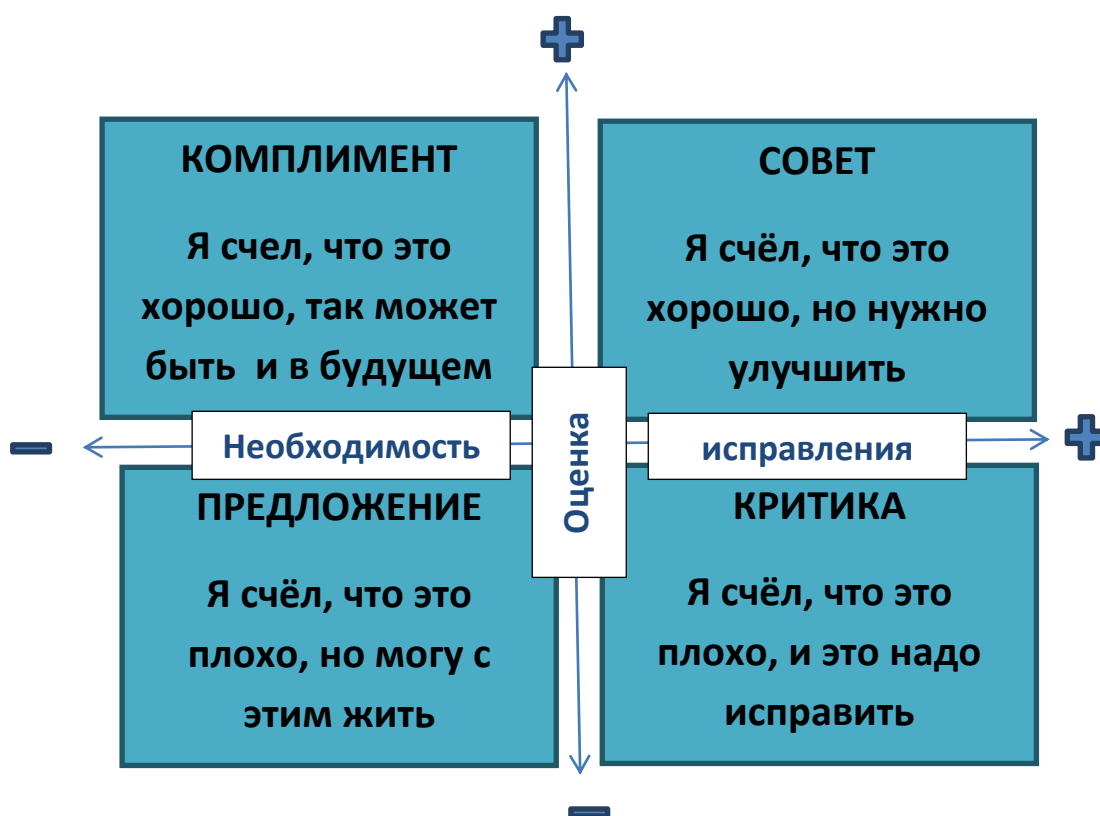 КОМПЛИМЕНТ
Я счел, что это
хорошо, так может
быть и в будущем
СОВЕТ
Я счёл, что это
хорошо, но нужно
улучшить
Необходимость
Оценка
исправления
ПРЕДЛОЖЕНИЕ
Я счёл, что это
плохо, но могу с
этим жить
КРИТИКА
Я счёл, что это
плохо, и это надо
исправить